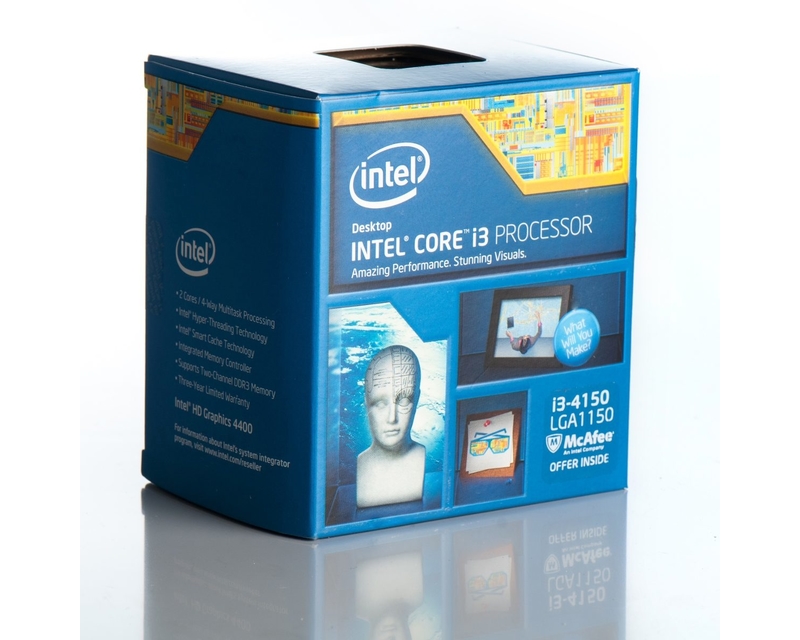 intel
• 2 Cores / 4-Way Multitask Processing
• Intel® Hyper-Threading Technology
• Intel® Smart Cache Technology
• Integrated Memory Controller
• Supports Two-Channel DDR3 Memory
• Three-Year Limited Warranty
Intel® HD Graphics 4400
For information about Intel's system integrator
program, visit www.intel.com/reseller
intel®
Desktop
INTEL® CORE™ i3 PROCESSOR
Amazing Performance. Stunning Visuals.
What
Will You
Make?
i3-4150
LGA1150
McAfee®
An Intel Company
OFFER INSIDE